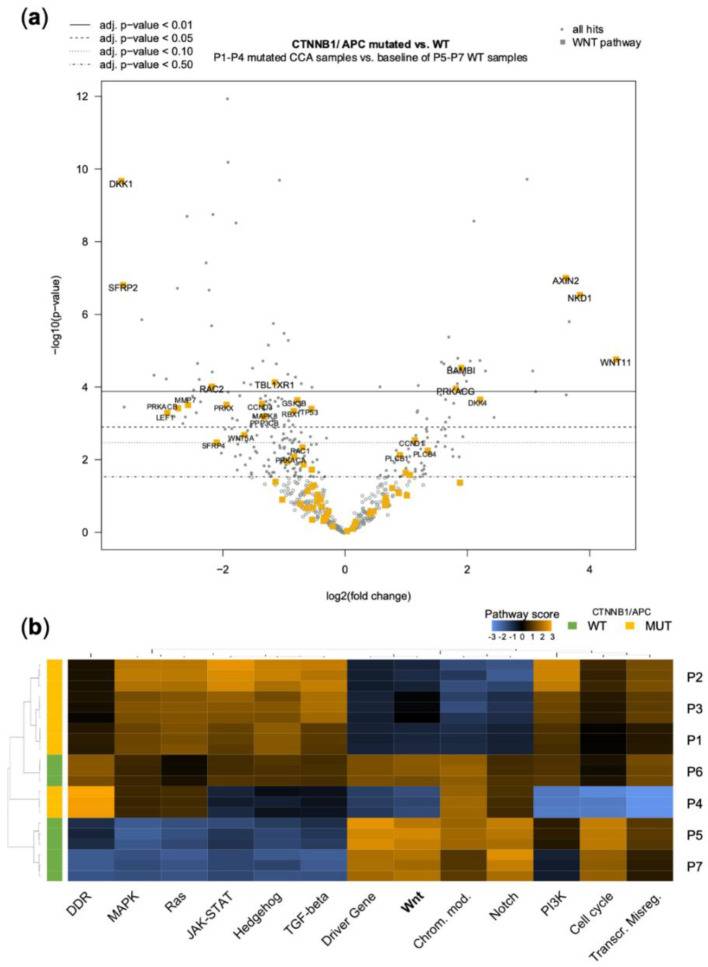 (a)
adj. p-value < 0.01
adj. p-value < 0.05
adj. p-value < 0.10
adj. p-value < 0.50
CTNNB1/ APC mutated vs. WT
P1-P4 mutated CCA samples vs. baseline of P5-P7 WT samples
all hits
WNT pathway
12
10
8
6
4
2
0
−log10(p-value)
DKK1
SFRP2
AXIN2
NKD1
WNT11
BAMBI
RAC2
TBL1XR1
PRKACG
DKK4
MMP7
PRKACB
LEF1
PRKX
CCND3
GSK3B
MAPK8
RBX1
TP53
PPP3CB
SFRP4
WNT5A
RAC1
PRKACA
CCND1
PLCB1
PLCB4
−2
0
2
4
log2(fold change)
(b)
Pathway score
-3 -2 -1 0 1 2 3
CTNNB1/APC
WT
MUT
P2
P3
P1
P6
P4
P5
P7
DDR
MAPK
Ras
JAK-STAT
Hedgehog
TGF-beta
Driver Gene
Wnt
Chrom. mod.
Notch
PI3K
Cell cycle
Transcr. Misreg.